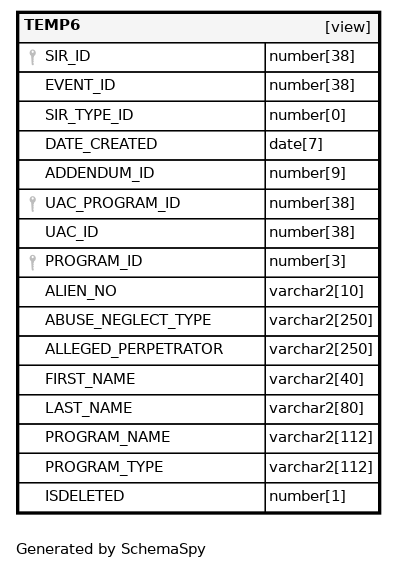 TEMP6 [view]
SIR_ID number[38]
EVENT_ID number[38]
SIR_TYPE_ID number[0]
DATE_CREATED date[7]
ADDENDUM_ID number[9]
UAC_PROGRAM_ID number[38]
UAC_ID number[38]
PROGRAM_ID number[3]
ALIEN_NO varchar2[10]
ABUSE_NEGLECT_TYPE varchar2[250]
ALLEGED_PERPETRATOR varchar2[250]
FIRST_NAME varchar2[40]
LAST_NAME varchar2[80]
PROGRAM_NAME varchar2[112]
PROGRAM_TYPE varchar2[112]
ISDELETED number[1]
Generated by SchemaSpy